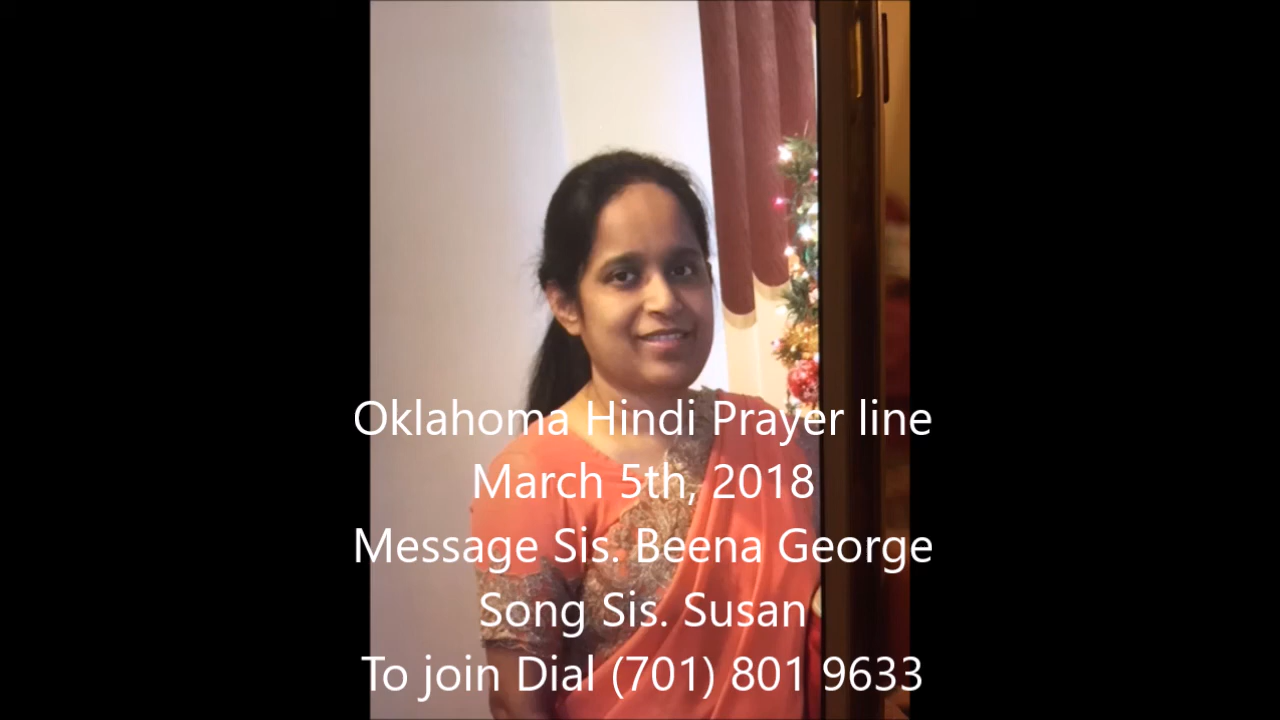 Oklahoma Hindi Prayer line
March 5th, 2018
Message Sis. Beena George
Song Sis. Susan
To join Dial (701) 801 9633